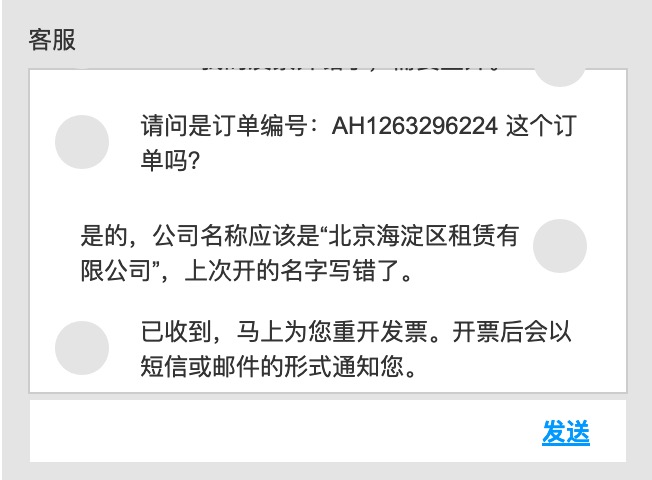 客服
请问是订单编号：AH1263296224 这个订
单吗？
是的，公司名称应该是“北京海淀区租赁有
限公司”，上次开的名字写错了。
已收到，马上为您重开发票。开票后会以
短信或邮件的形式通知您。
发送